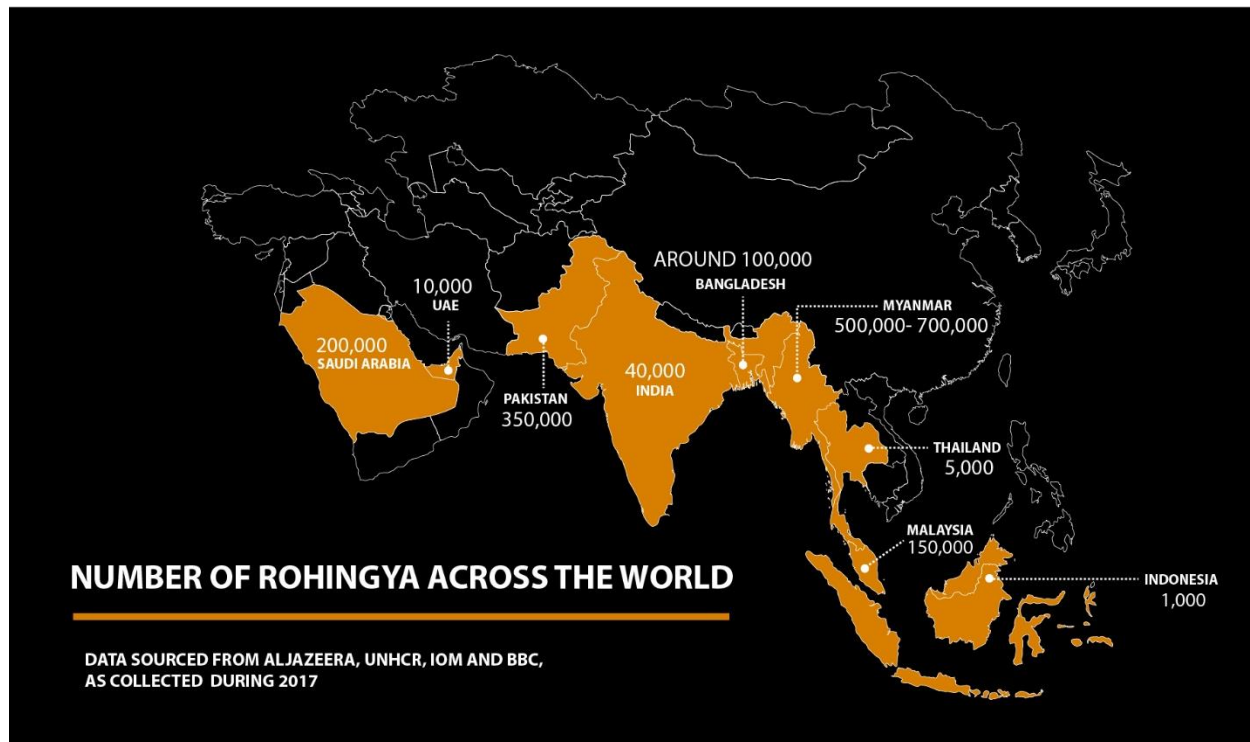 AROUND 100,000
BANGLADESH
10,000
UAE
MYANMAR
500,000- 700,000
200,000
SAUDI ARABIA
40,000
INDIA
PAKISTAN
350,000
THAILAND
5,000
MALAYSIA
150,000
INDONESIA
1,000
NUMBER OF ROHINGYA ACROSS THE WORLD
DATA SOURCED FROM ALJAZEERA, UNHCR, IOM AND BBC,
AS COLLECTED DURING 2017